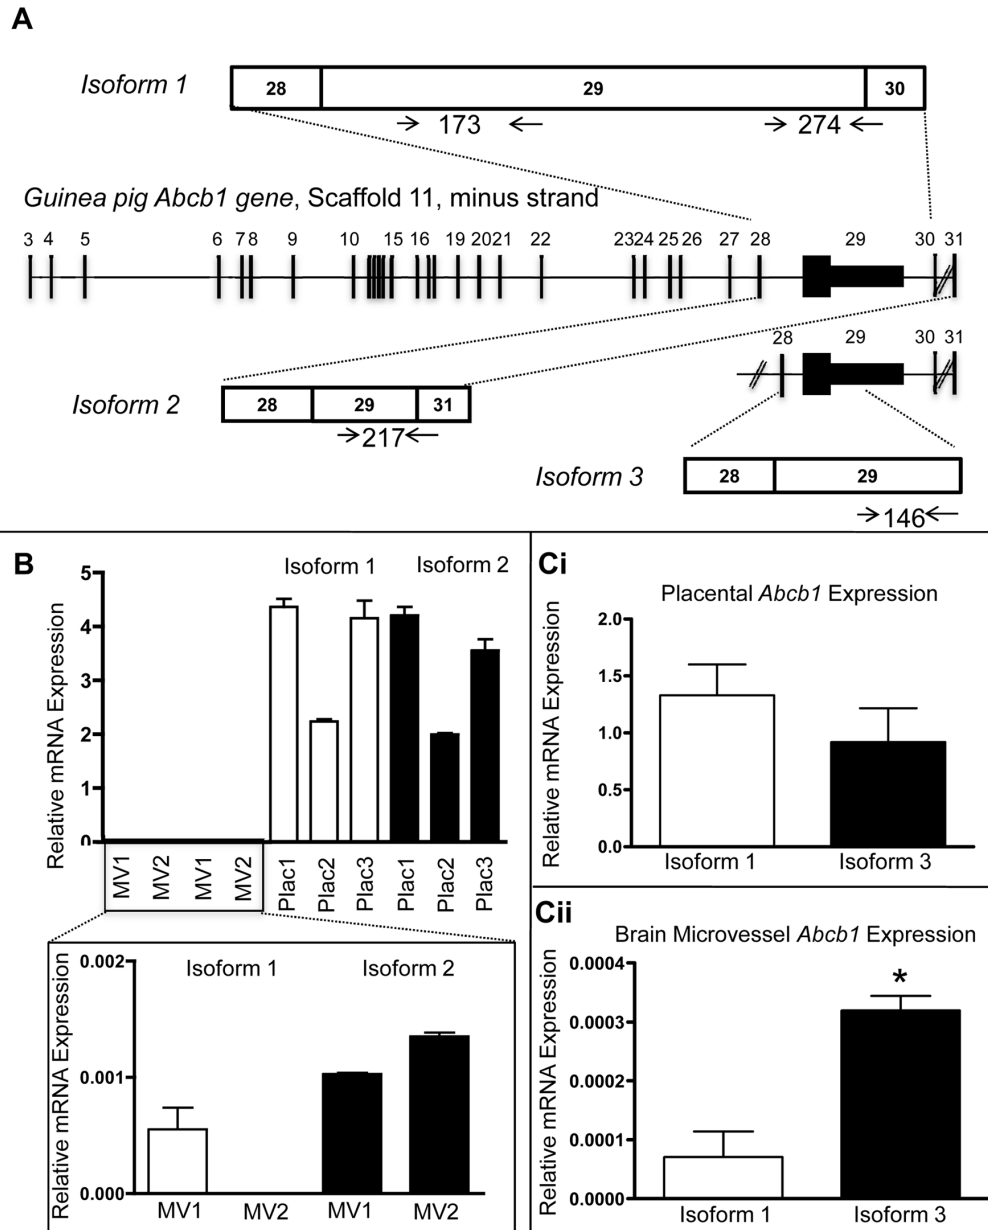 A
Isoform 1
28 29 30
173 274
Guinea pig Abcb1 gene, Scaffold 11, minus strand
3 4 5 6 7 8 9 10 15 16 19 20 21 22 23 24 25 26 27 28 29 30 31
28 29 30 31
Isoform 2
28 29 31
217
Isoform 3
28 29
146
B
Isoform 1 Isoform 2
Relative mRNA Expression
5
4
3
2
1
0
MV1 MV2 MV1 MV2 Plac1 Plac2 Plac3 Plac1 Plac2 Plac3
Isoform 1 Isoform 2
Relative mRNA Expression
0.002
0.001
0.000
MV1 MV2 MV1 MV2
Ci
Placental Abcb1 Expression
Relative mRNA Expression
2.0
1.5
1.0
0.5
0.0
Isoform 1 Isoform 3
Cii
Brain Microvessel Abcb1 Expression
Relative mRNA Expression
0.0004
0.0003
0.0002
0.0001
0.0000
*
Isoform 1 Isoform 3